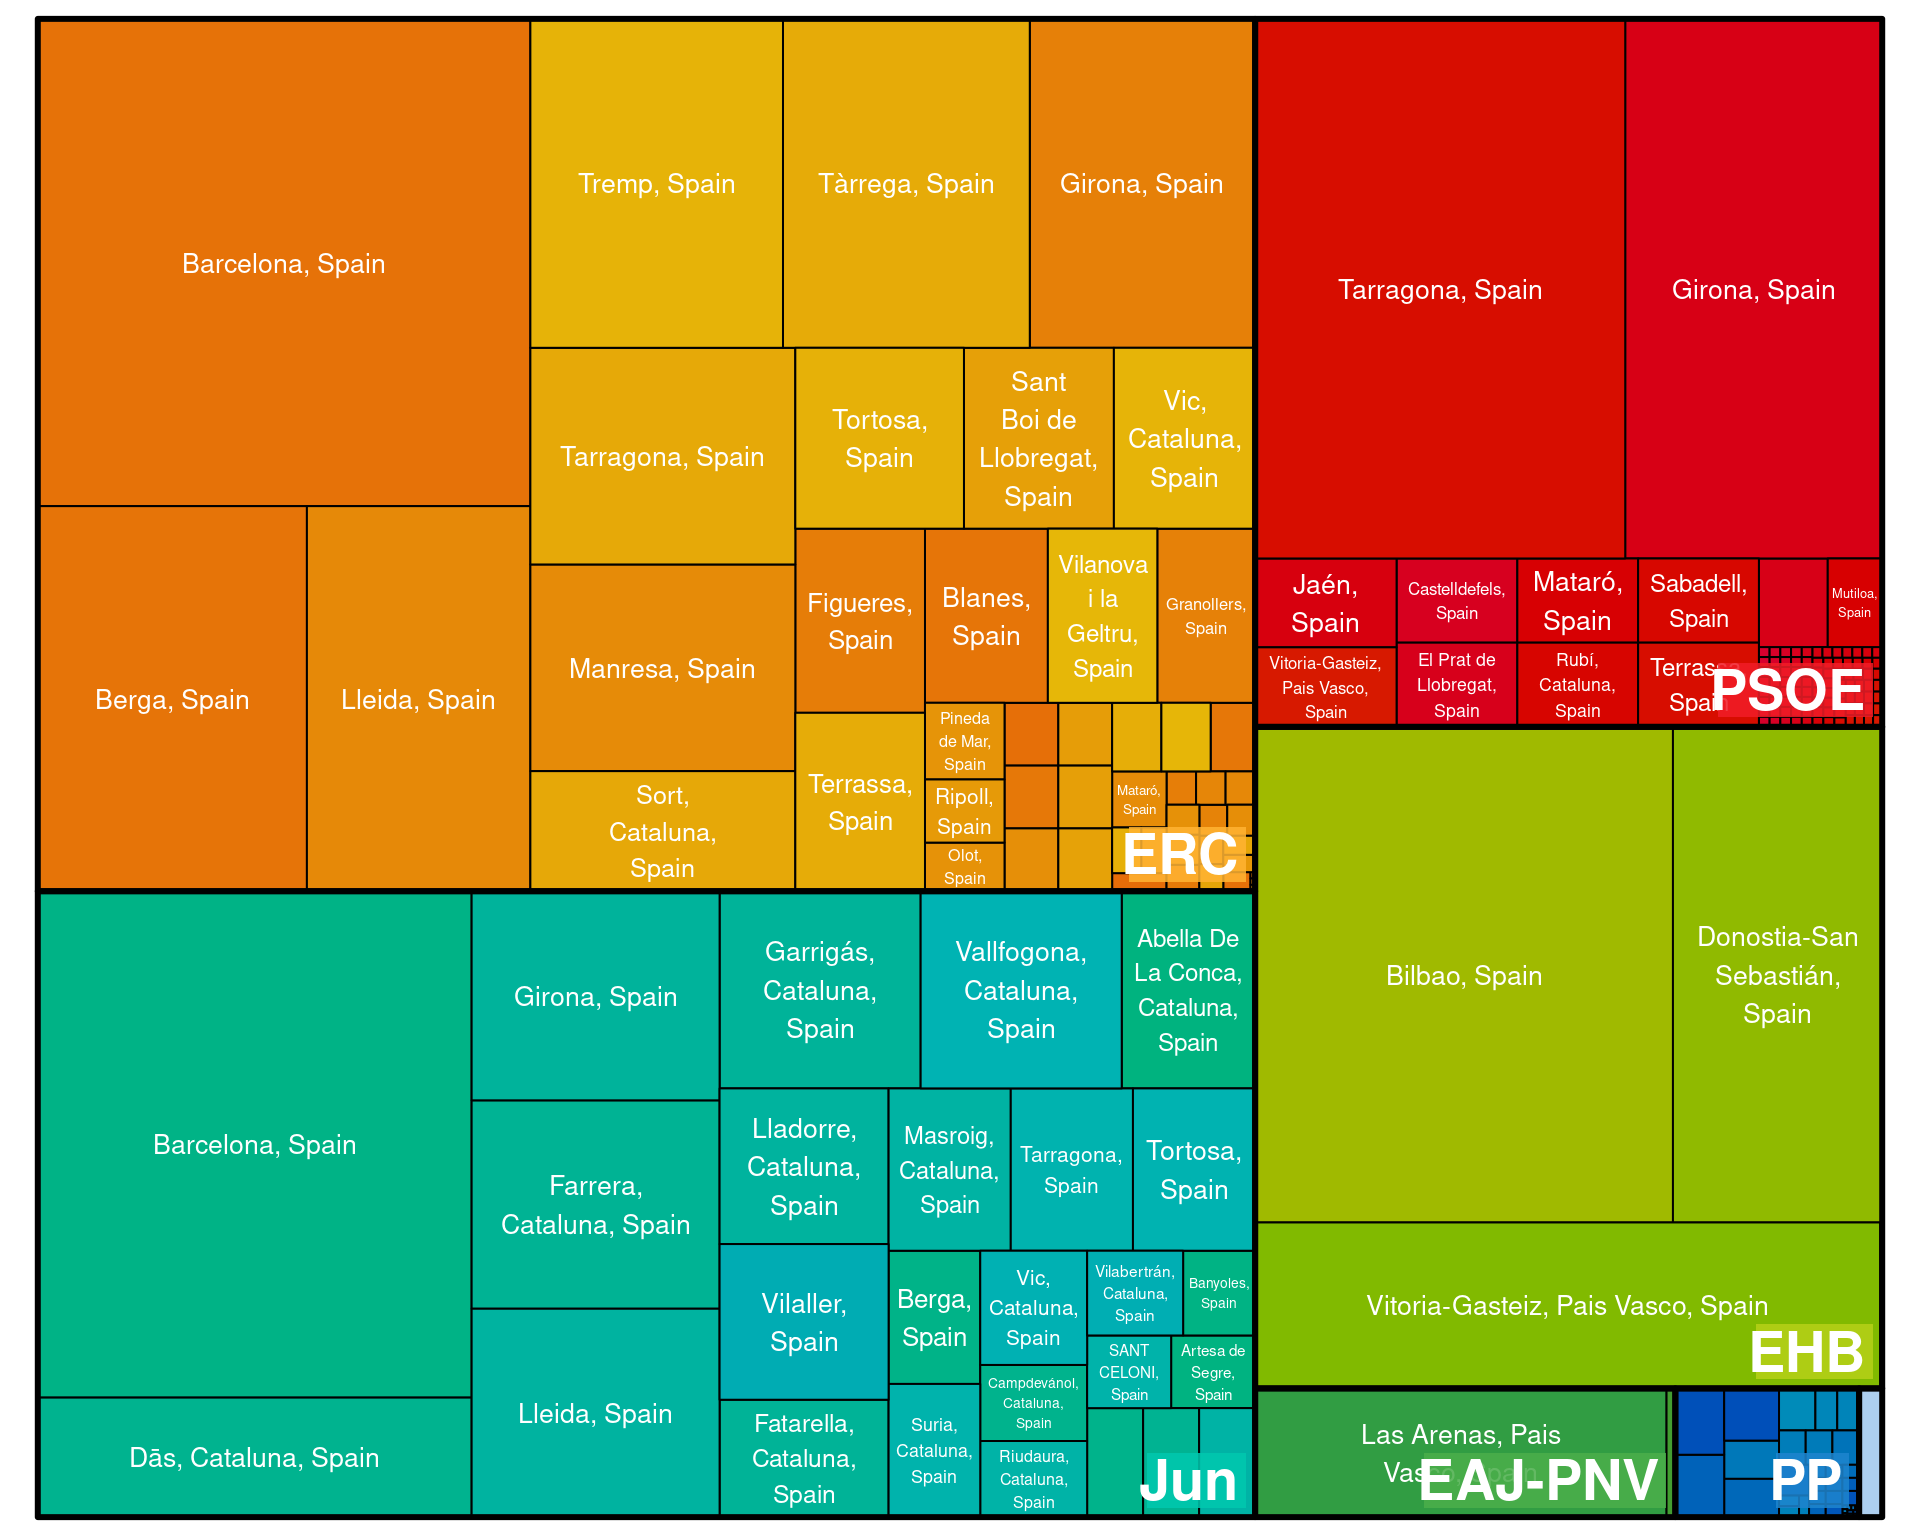 Barcelona, Spain
Tremp, Spain
Tàrrega, Spain
Girona, Spain
Tarragona, Spain
Tortosa,
Spain
Sant
Boi de
Llobregat,
Spain
Vic,
Cataluna,
Spain
Berga, Spain
Lleida, Spain
Manresa, Spain
Sort,
Cataluna,
Spain
Figueres,
Spain
Blanes,
Spain
Vilanova
i la
Geltru,
Spain
Granollers,
Spain
Terrassa,
Spain
Pineda
de Mar,
Spain
Ripoll,
Spain
Olot,
Spain
Mataró,
Spain
ERC
Tarragona, Spain
Girona, Spain
Jaén,
Spain
Castelldefels,
Spain
Mataró,
Spain
Sabadell,
Spain
Mutiloa,
Spain
Vitoria-Gasteiz,
Pais Vasco,
Spain
El Prat de
Llobregat,
Spain
Rubí,
Cataluna,
Spain
Terrassa,
Spain
PSOE
Barcelona, Spain
Dās, Cataluna, Spain
Girona, Spain
Farrera,
Cataluna, Spain
Lleida, Spain
Garrigás,
Cataluna,
Spain
Vallfogona,
Cataluna,
Spain
Abella De
La Conca,
Cataluna,
Spain
Lladorre,
Cataluna,
Spain
Masroig,
Cataluna,
Spain
Tarragona,
Spain
Tortosa,
Spain
Vilaller,
Spain
Fatarella,
Cataluna,
Spain
Berga,
Spain
Suria,
Cataluna,
Spain
Vic,
Cataluna,
Spain
Campdevánol,
Cataluna,
Spain
Riudaura,
Cataluna,
Spain
Vilabertrán,
Cataluna,
Spain
Banyoles,
Spain
SANT
CELONI,
Spain
Artesa de
Segre,
Spain
Jun
Bilbao, Spain
Donostia-San
Sebastián,
Spain
Vitoria-Gasteiz, Pais Vasco, Spain
EHB
Las Arenas, Pais
Vasco, Spain
EAJ-PNV
PP